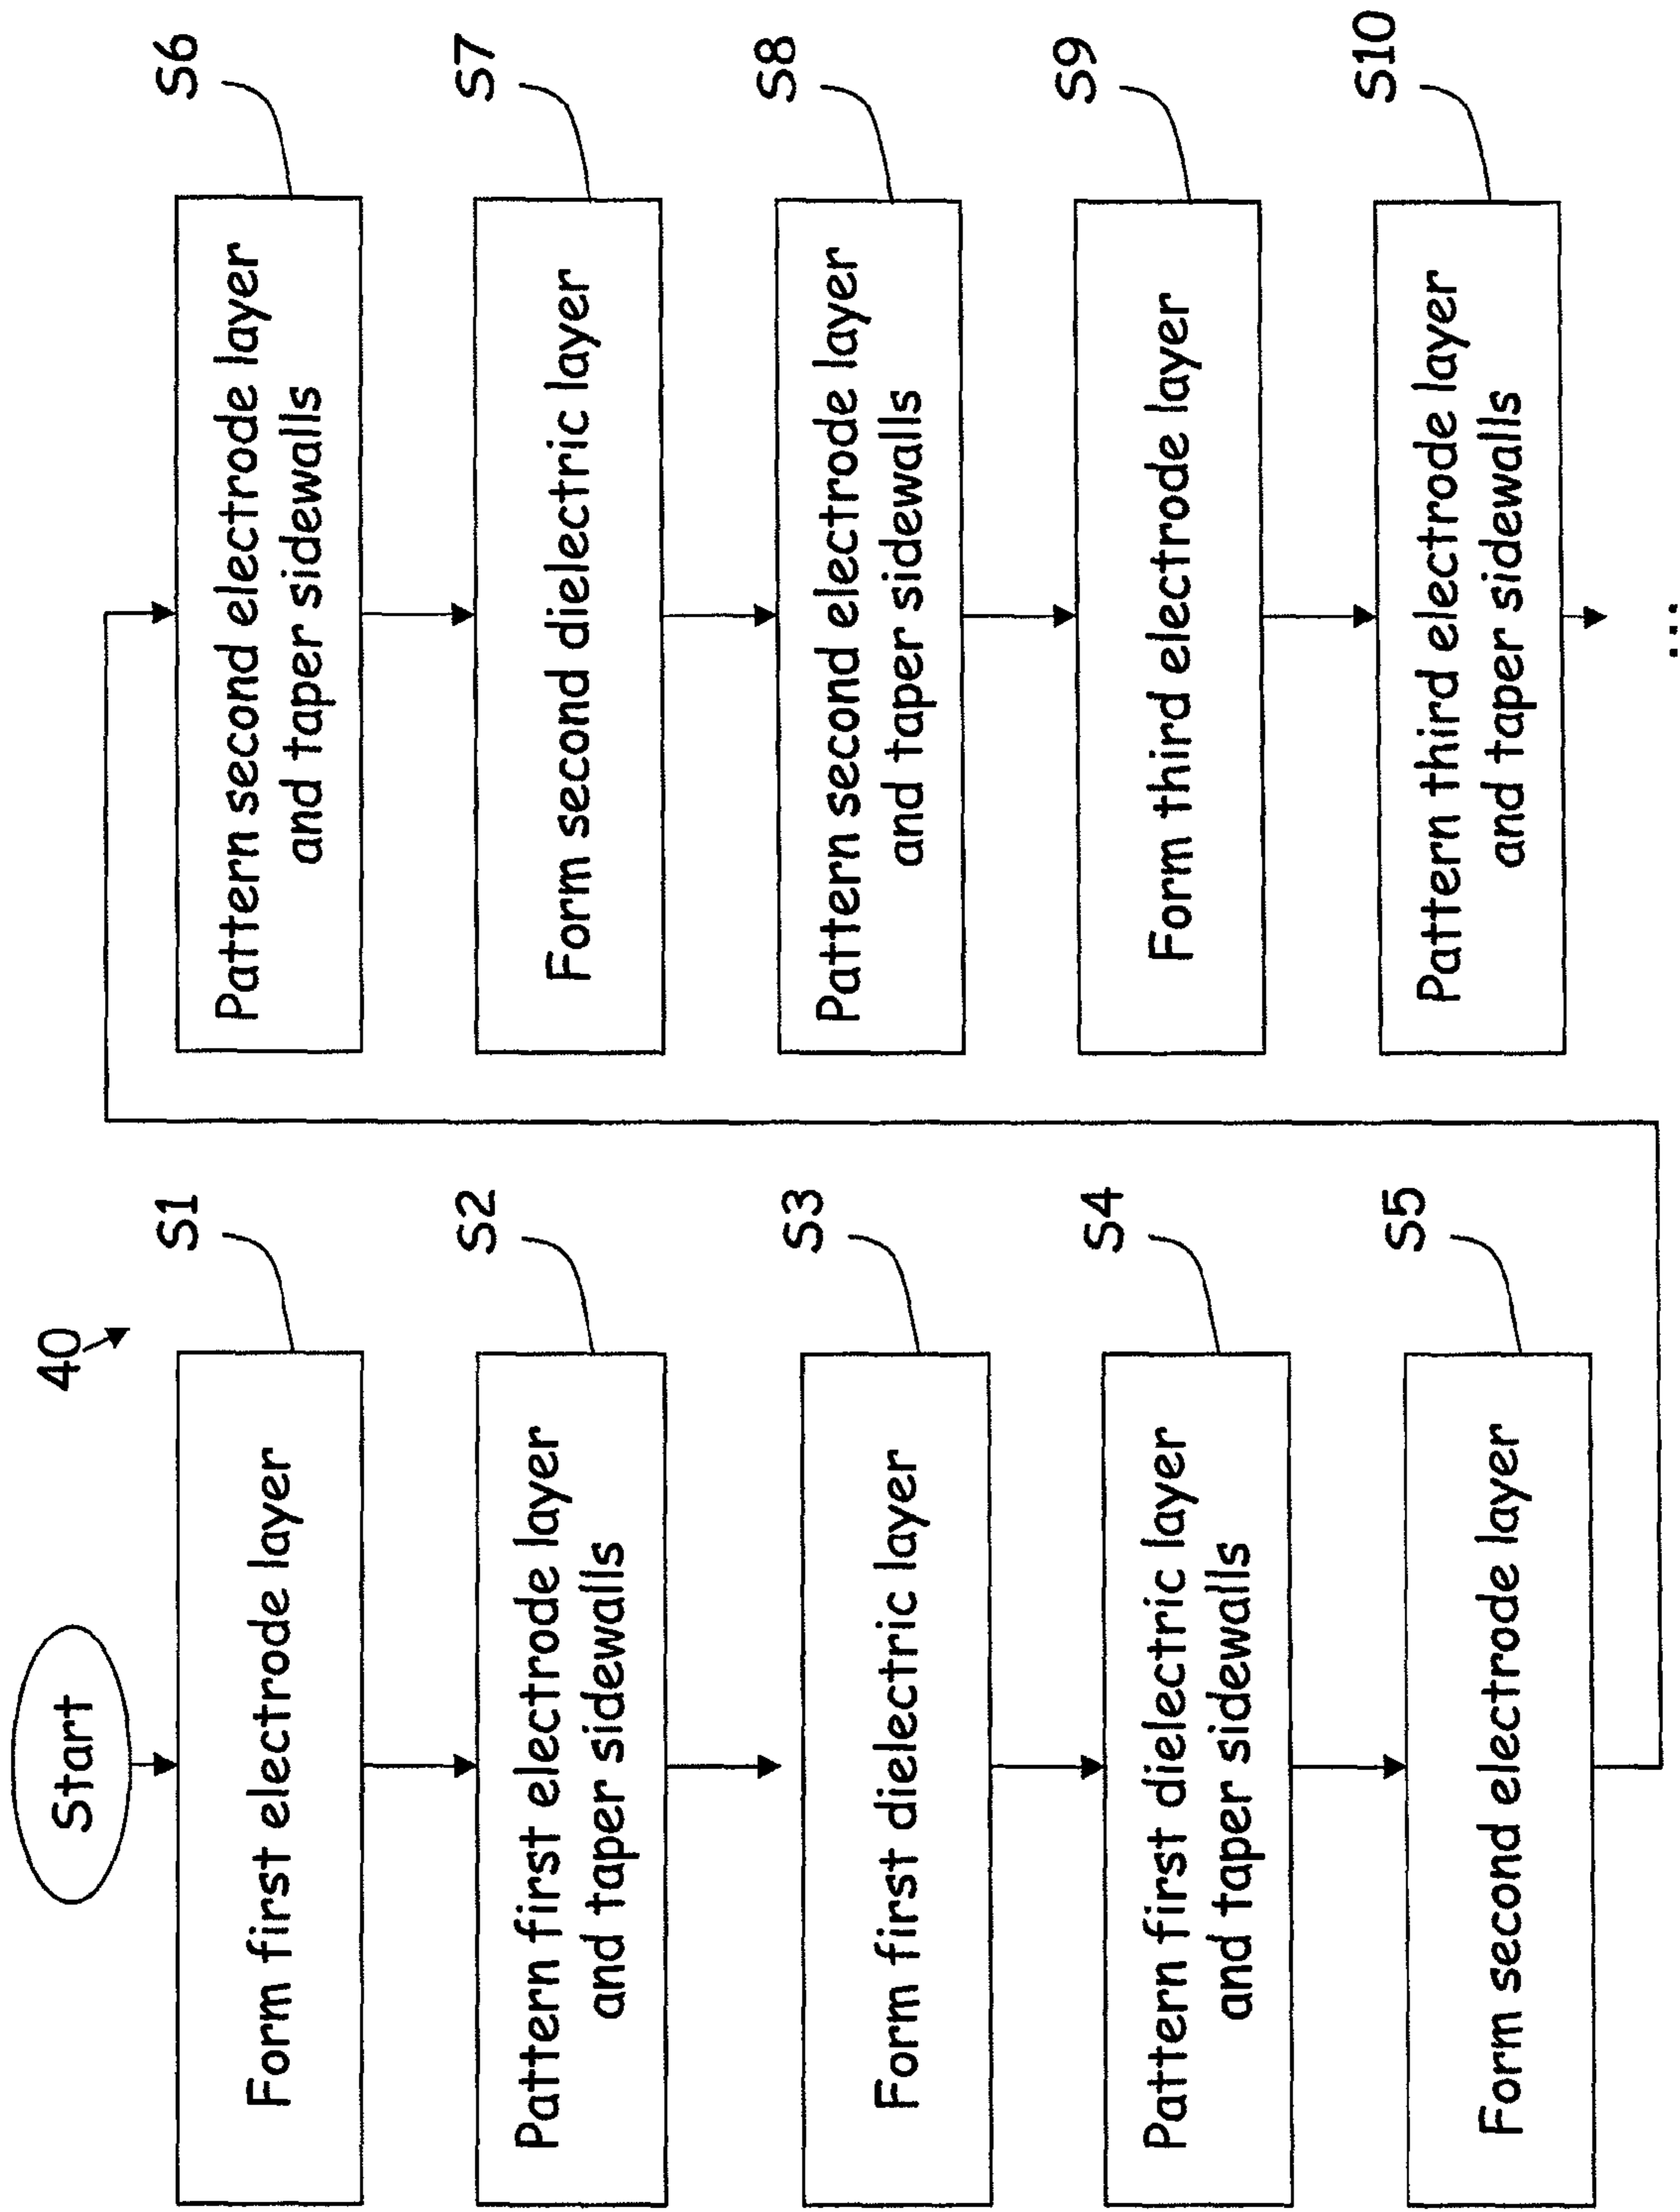 40
Start
Form first electrode layer
S1
Pattern first electrode layer
and taper sidewalls
S2
Form first dielectric layer
S3
Pattern first dielectric layer
and taper sidewalls
S4
Form second electrode layer
S5
Pattern second electrode layer
and taper sidewalls
S6
Form second dielectric layer
S7
Pattern second electrode layer
and taper sidewalls
S8
Form third electrode layer
S9
Pattern third electrode layer
and taper sidewalls
S10
...